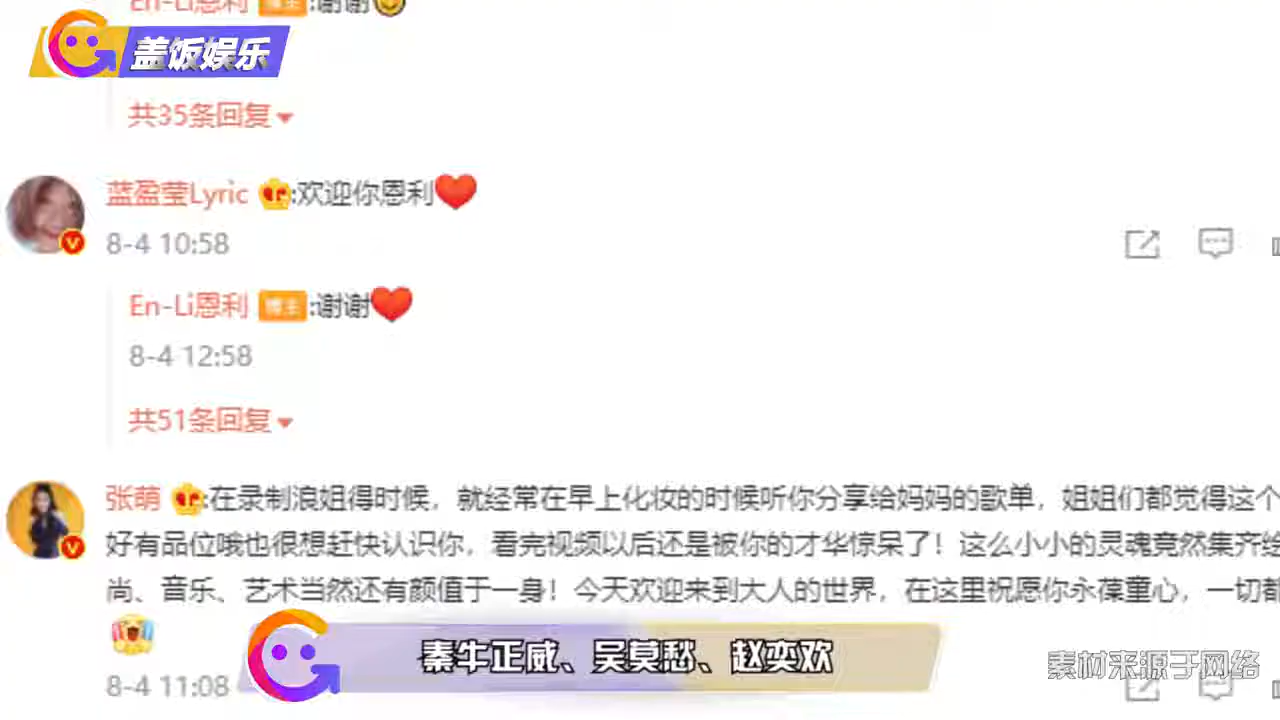 En-Li恩利 博主:谢谢
盖饭娱乐
共35条回复
蓝盈莹Lyric :欢迎你恩利
8-4 10:58
En-Li恩利 博主:谢谢
8-4 12:58
共51条回复
张萌 :在录制浪姐得时候，就经常在早上化妆的时候听你分享给妈妈的歌单，姐姐们都觉得这个
好有品位哦也很想赶快认识你，看完视频以后还是被你的才华惊呆了！这么小小的灵魂竟然集齐绘
尚、音乐、艺术当然还有颜值于一身！今天欢迎来到大人的世界，在这里祝愿你永葆童心，一切都
秦牛正威、吴莫愁、赵奕欢
素材来源于网络
8-4 11:08